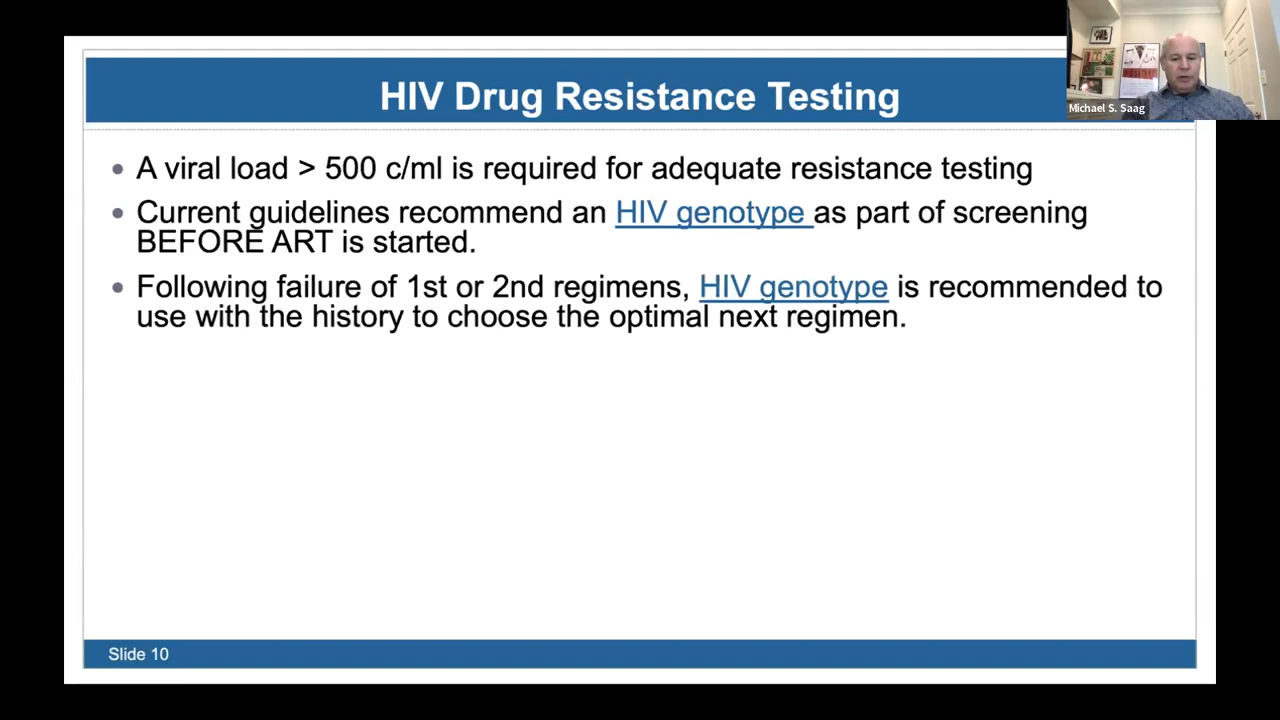 HIV Drug Resistance Testing
Michael S. Saag
• A viral load > 500 c/ml is required for adequate resistance testing
• Current guidelines recommend an HIV genotype as part of screening
BEFORE ART is started.
• Following failure of 1st or 2nd regimens, HIV genotype is recommended to
use with the history to choose the optimal next regimen.
Slide 10